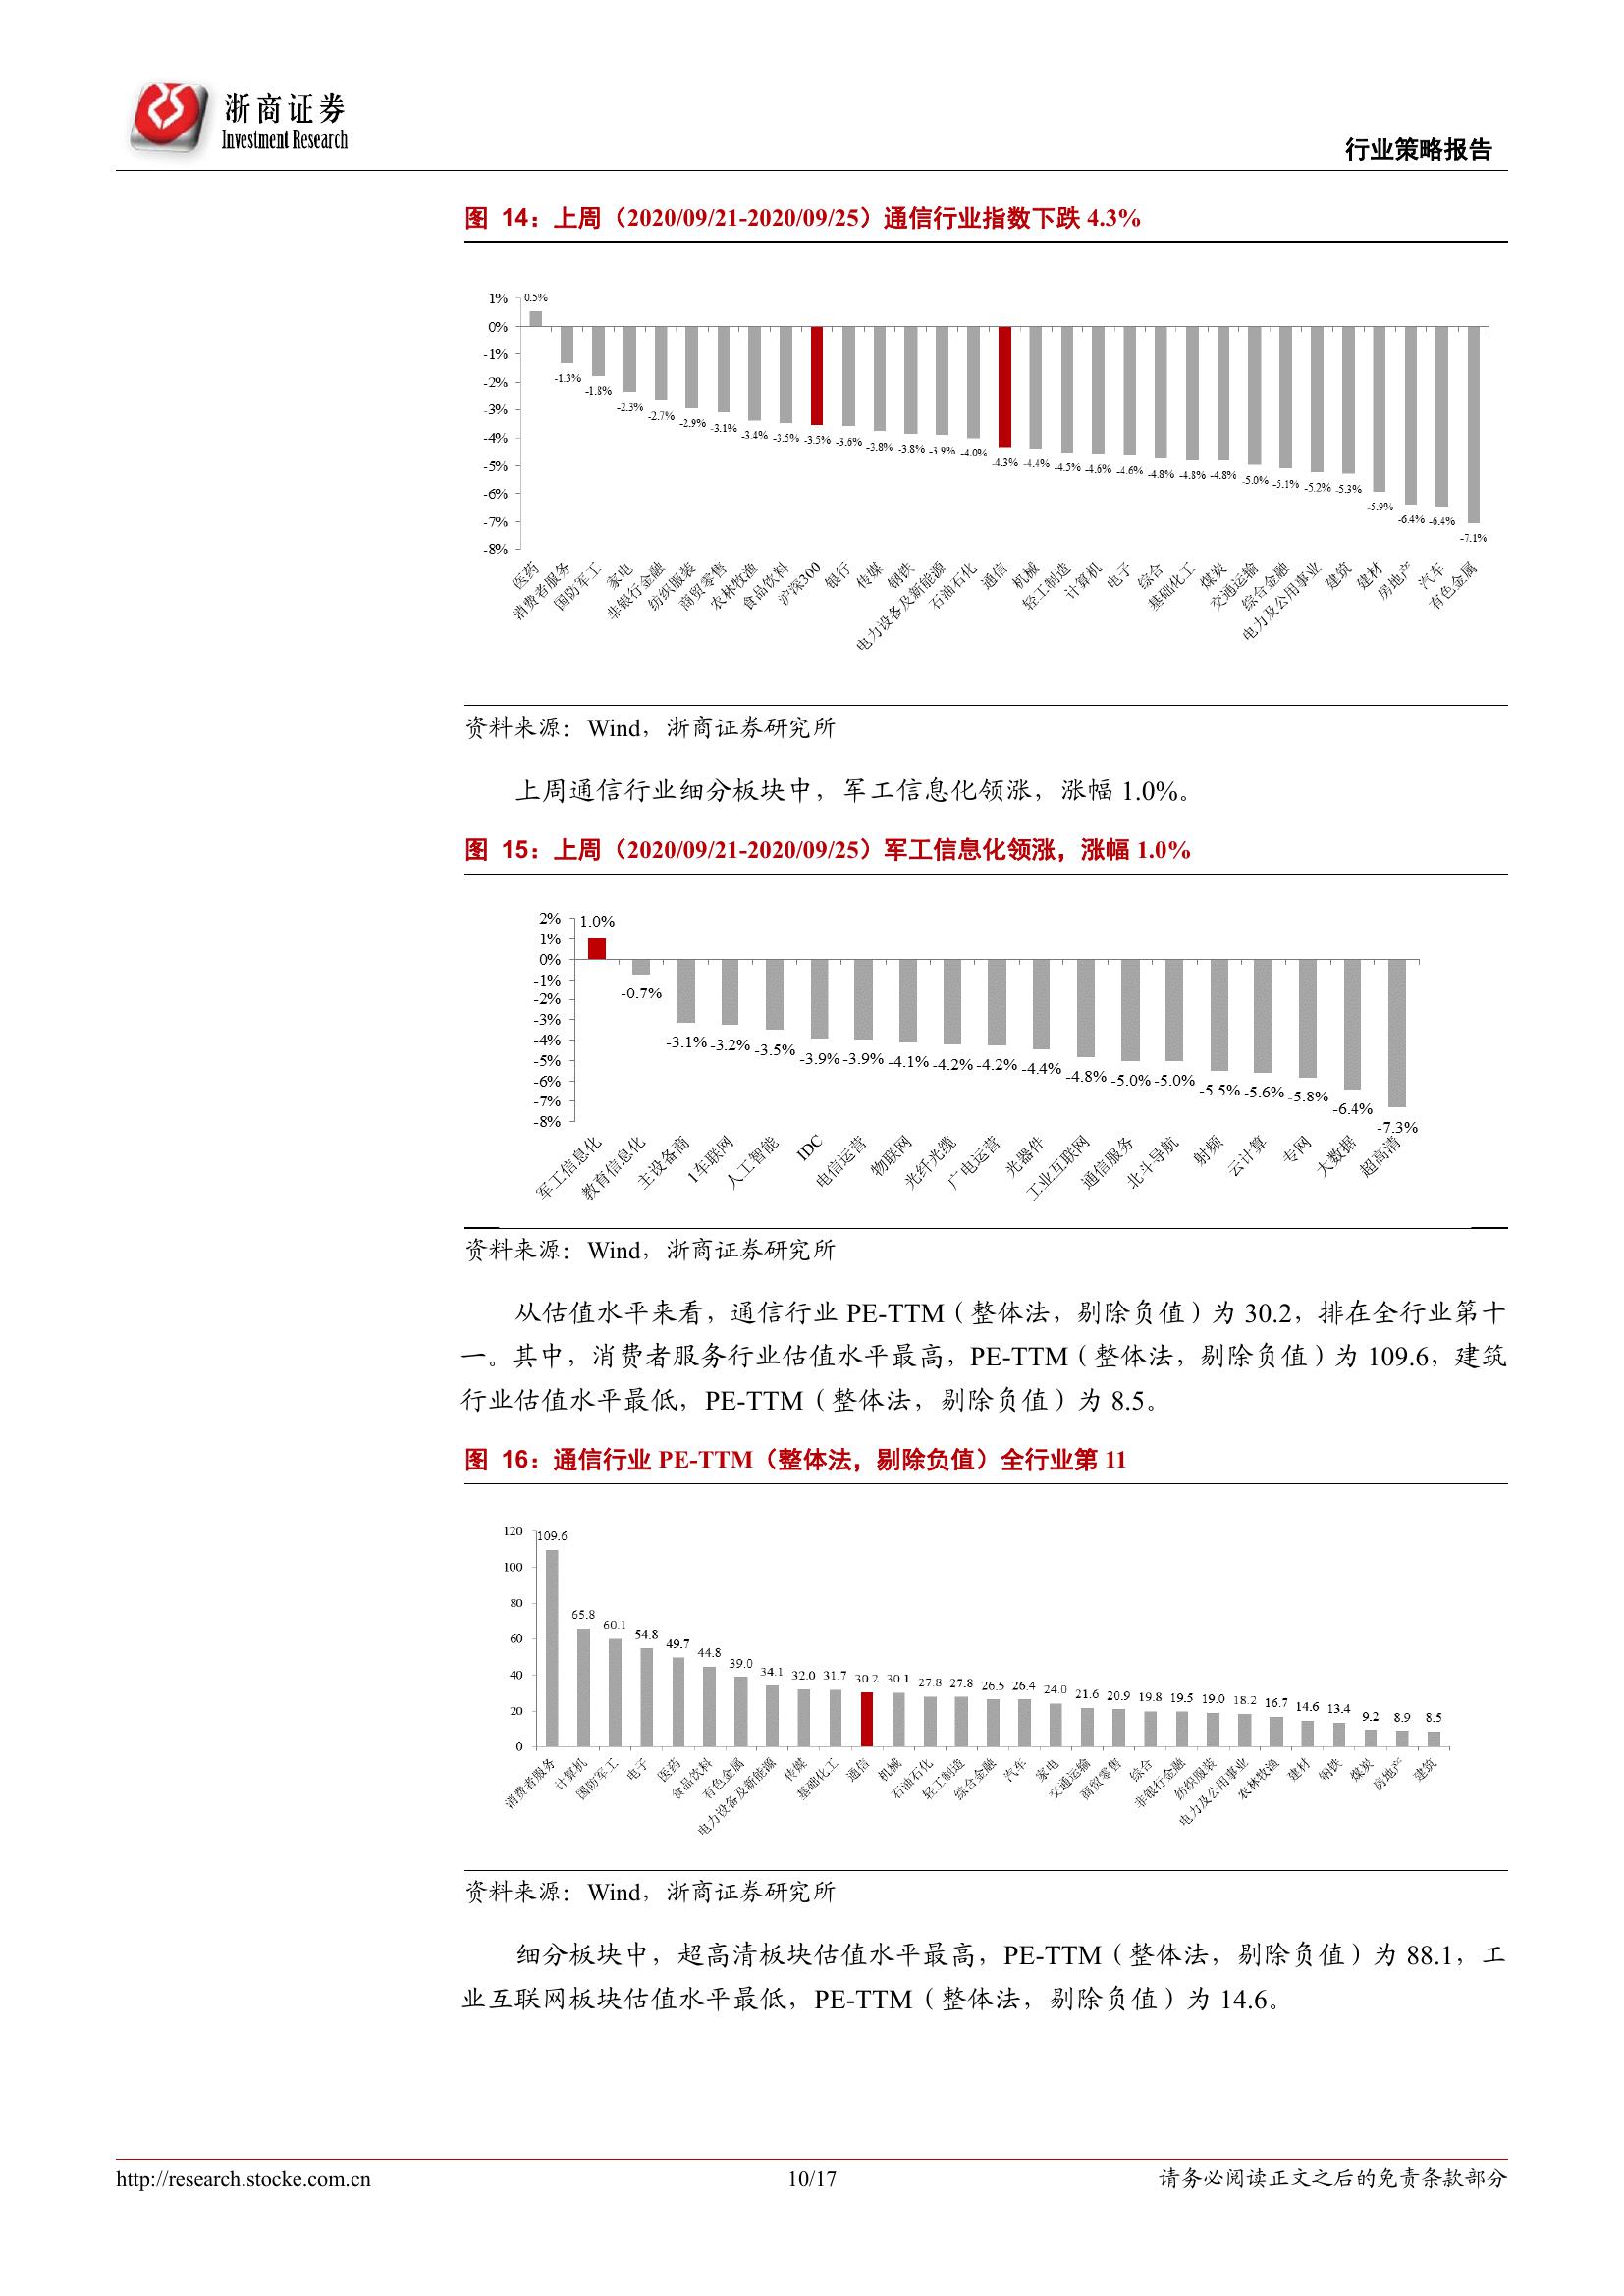 浙商证券
Investment Research
行业策略报告
图 14：上周（2020/09/21-2020/09/25）通信行业指数下跌 4.3%
1%
0%
-1%
-2%
-3%
-4%
-5%
-6%
-7%
-8%
0.5%
-1.3%
-1.8%
-2.3%
-2.7%
-2.9%
-3.1%
-3.4%
-3.5%
-3.5%
-3.6%
-3.8%
-3.8%
-3.9%
-4.0%
-4.3%
-4.4%
-4.5%
-4.6%
-4.6%
-4.8%
-4.8%
-4.8%
-5.0%
-5.1%
-5.2%
-5.3%
-5.9%
-6.4%
-6.4%
-7.1%
医药
消费者服务
国防军工
家电
非银行金融
纺织服装
商贸零售
农林牧渔
食品饮料
沪深300
银行
传媒
钢铁
电力设备及新能源
石油石化
通信
机械
轻工制造
计算机
电子
综合
基础化工
煤炭
交通运输
综合金融
电力及公用事业
建筑
建材
房地产
汽车
有色金属
资料来源：Wind，浙商证券研究所
上周通信行业细分板块中，军工信息化领涨，涨幅 1.0%。
图 15：上周（2020/09/21-2020/09/25）军工信息化领涨，涨幅 1.0%
2%
1%
0%
-1%
-2%
-3%
-4%
-5%
-6%
-7%
-8%
1.0%
-0.7%
-3.1%
-3.2%
-3.5%
-3.9%
-3.9%
-4.1%
-4.2%
-4.2%
-4.4%
-4.8%
-5.0%
-5.0%
-5.5%
-5.6%
-5.8%
-6.4%
-7.3%
军工信息化
教育信息化
主设备商
1车联网
人工智能
IDC
电信运营
物联网
光纤光缆
广电运营
光器件
工业互联网
通信服务
北斗导航
射频
云计算
专网
大数据
超高清
资料来源：Wind，浙商证券研究所
从估值水平来看，通信行业 PE-TTM（整体法，剔除负值）为 30.2，排在全行业第十
一。其中，消费者服务行业估值水平最高，PE-TTM（整体法，剔除负值）为 109.6，建筑
行业估值水平最低，PE-TTM（整体法，剔除负值）为 8.5。
图 16：通信行业 PE-TTM（整体法，剔除负值）全行业第 11
120
100
80
60
40
20
0
109.6
65.8
60.1
54.8
49.7
44.8
39.0
34.1
32.0
31.7
30.2
30.1
27.8
27.8
26.5
26.4
24.0
21.6
20.9
19.8
19.5
19.0
18.2
16.7
14.6
13.4
9.2
8.9
8.5
消费者服务
计算机
国防军工
电子
医药
食品饮料
有色金属
电力设备及新能源
传媒
基础化工
通信
机械
石油石化
轻工制造
综合金融
汽车
家电
交通运输
商贸零售
综合
非银行金融
纺织服装
电力及公用事业
农林牧渔
建材
钢铁
煤炭
房地产
建筑
资料来源：Wind，浙商证券研究所
细分板块中，超高清板块估值水平最高，PE-TTM（整体法，剔除负值）为 88.1，工
业互联网板块估值水平最低，PE-TTM（整体法，剔除负值）为 14.6。
http://research.stocke.com.cn
10/17
请务必阅读正文之后的免责条款部分